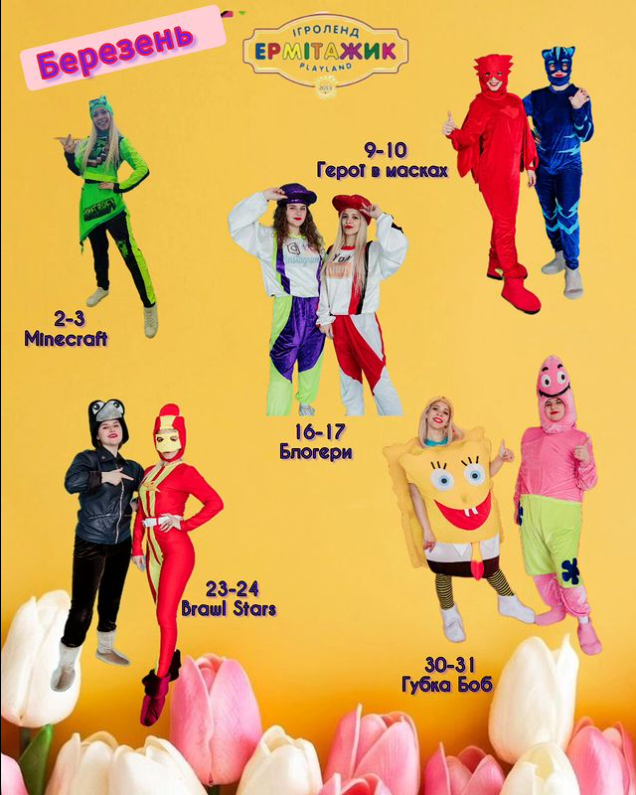 Березень
ІГРОЛЕНД
ЕРМІТАЖИК
PLAYLAND
9-10
Герої в масках
2-3
Minecraft
16-17
Блогери
23-24
Brawl Stars
30-31
Губка Боб